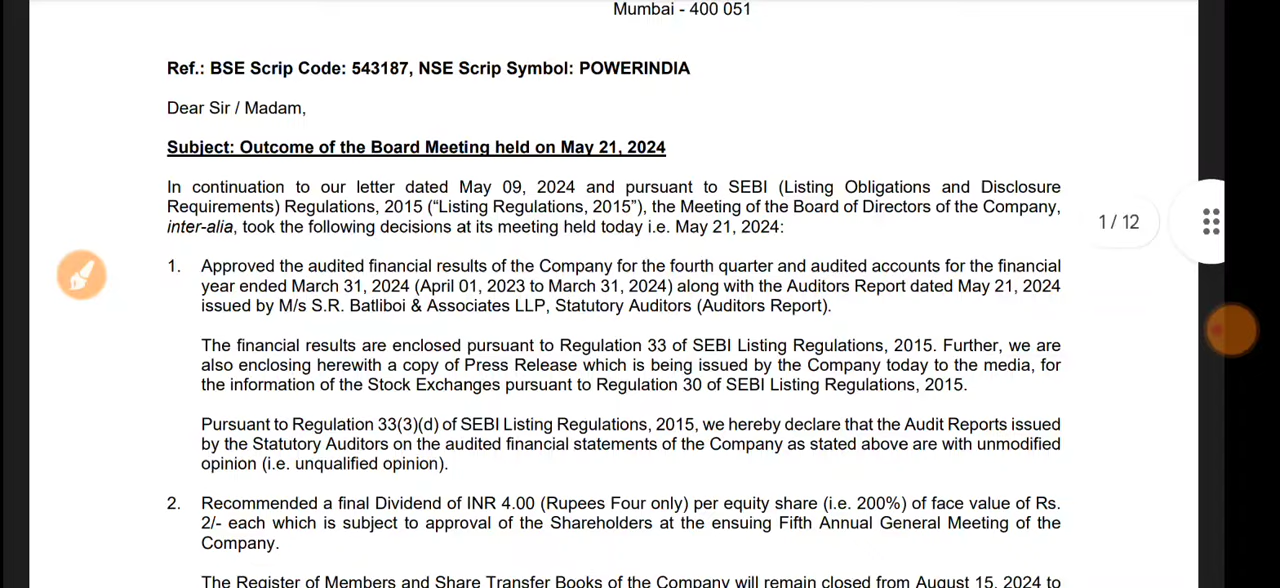 Mumbai - 400 051
Ref.: BSE Scrip Code: 543187, NSE Scrip Symbol: POWERINDIA
Dear Sir / Madam,
Subject: Outcome of the Board Meeting held on May 21, 2024
In continuation to our letter dated May 09, 2024 and pursuant to SEBI (Listing Obligations and Disclosure
Requirements) Regulations, 2015 (“Listing Regulations, 2015”), the Meeting of the Board of Directors of the Company,
inter-alia, took the following decisions at its meeting held today i.e. May 21, 2024:
1 / 12
1. Approved the audited financial results of the Company for the fourth quarter and audited accounts for the financial
year ended March 31, 2024 (April 01, 2023 to March 31, 2024) along with the Auditors Report dated May 21, 2024
issued by M/s S.R. Batliboi & Associates LLP, Statutory Auditors (Auditors Report).
The financial results are enclosed pursuant to Regulation 33 of SEBI Listing Regulations, 2015. Further, we are
also enclosing herewith a copy of Press Release which is being issued by the Company today to the media, for
the information of the Stock Exchanges pursuant to Regulation 30 of SEBI Listing Regulations, 2015.
Pursuant to Regulation 33(3)(d) of SEBI Listing Regulations, 2015, we hereby declare that the Audit Reports issued
by the Statutory Auditors on the audited financial statements of the Company as stated above are with unmodified
opinion (i.e. unqualified opinion).
2. Recommended a final Dividend of INR 4.00 (Rupees Four only) per equity share (i.e. 200%) of face value of Rs.
2/- each which is subject to approval of the Shareholders at the ensuing Fifth Annual General Meeting of the
Company.
The Register of Members and Share Transfer Books of the Company will remain closed from August 15, 2024 to